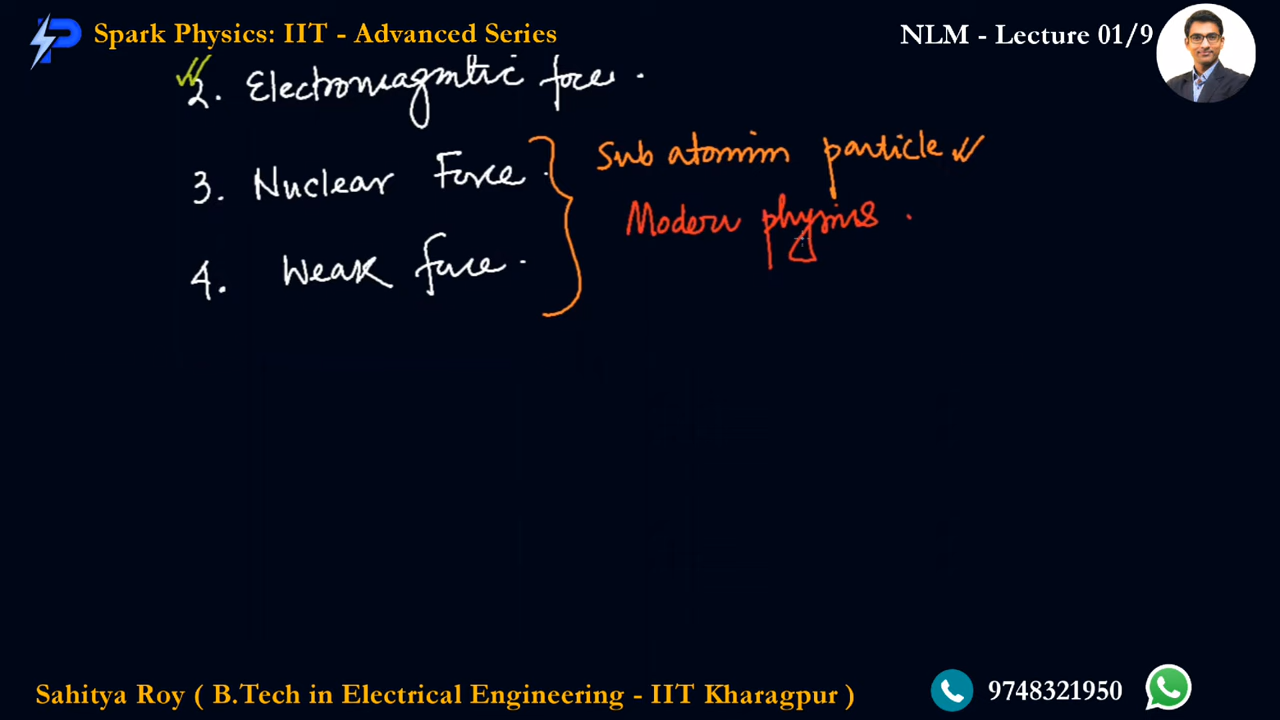 Spark Physics: IIT - Advanced Series
NLM - Lecture 01/9
2. Electromagnetic force.
3. Nuclear Force.
Sub atomic particle
Modern physics.
4. Weak force.
Sahitya Roy ( B.Tech in Electrical Engineering - IIT Kharagpur )
9748321950